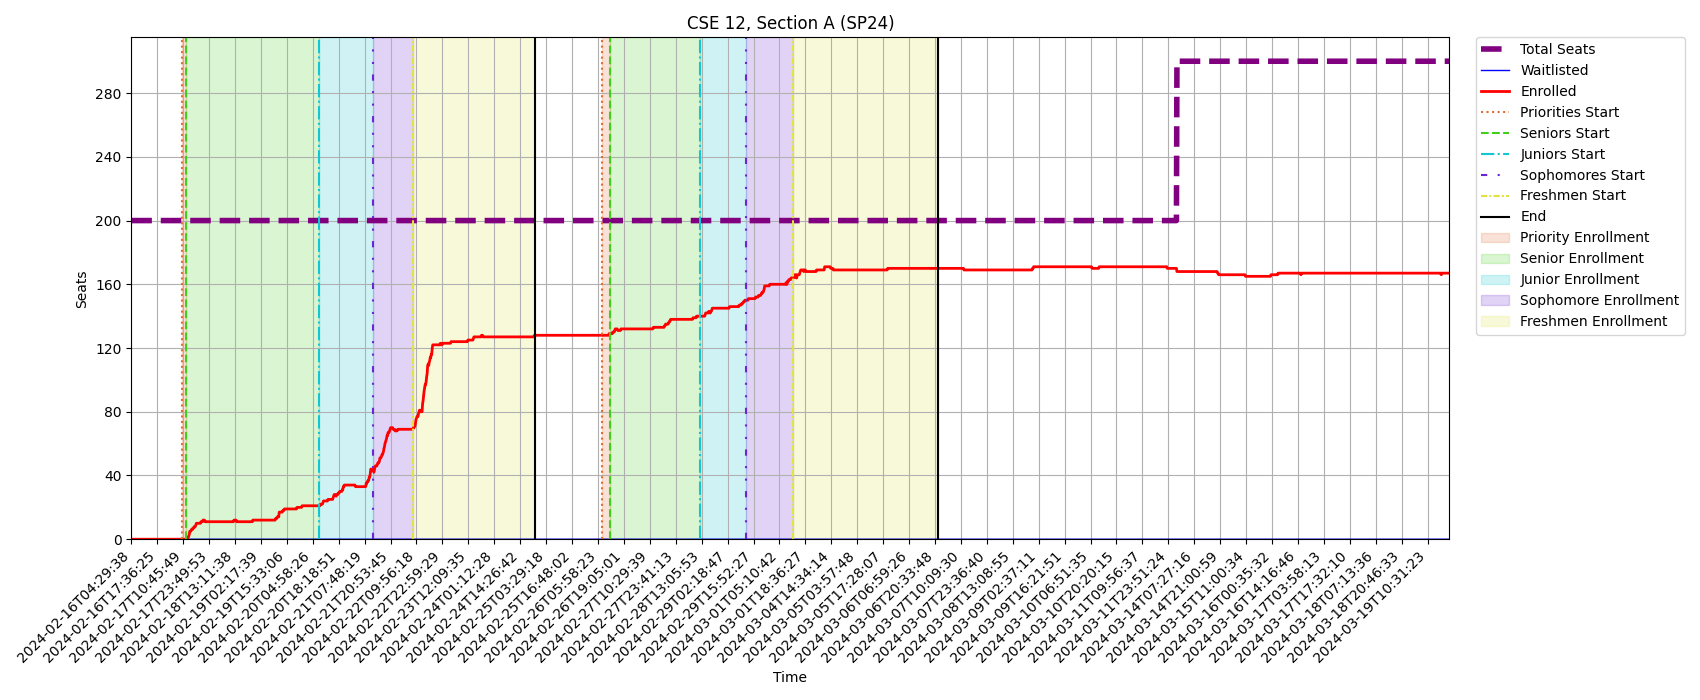 CSE 12, Section A (SP24)
Total Seats
Waitlisted
Enrolled
Priorities Start
Seniors Start
Juniors Start
Sophomores Start
Freshmen Start
End
Priority Enrollment
Senior Enrollment
Junior Enrollment
Sophomore Enrollment
Freshmen Enrollment
Seats
280
240
200
160
120
80
40
0
2024-02-16T04:29:38
2024-02-16T17:36:25
2024-02-17T10:45:49
2024-02-17T23:49:53
2024-02-18T13:11:38
2024-02-19T02:17:39
2024-02-19T15:33:06
2024-02-20T04:58:26
2024-02-20T18:18:51
2024-02-21T07:48:19
2024-02-21T20:53:45
2024-02-22T09:56:18
2024-02-22T22:59:29
2024-02-23T12:09:35
2024-02-24T01:12:28
2024-02-24T14:26:42
2024-02-25T03:29:18
2024-02-25T16:48:02
2024-02-26T05:58:23
2024-02-26T19:05:01
2024-02-27T10:29:39
2024-02-27T23:41:13
2024-02-28T13:05:53
2024-02-29T02:18:47
2024-02-29T15:52:27
2024-03-01T05:10:42
2024-03-01T18:36:27
2024-03-04T14:34:14
2024-03-05T03:57:48
2024-03-05T17:28:07
2024-03-06T06:59:26
2024-03-06T20:33:48
2024-03-07T10:09:30
2024-03-07T23:36:40
2024-03-08T13:08:55
2024-03-09T02:37:11
2024-03-09T16:21:51
2024-03-10T06:51:35
2024-03-10T20:20:15
2024-03-11T09:56:37
2024-03-11T23:51:24
2024-03-14T07:27:16
2024-03-14T21:00:59
2024-03-15T11:00:34
2024-03-16T00:35:32
2024-03-16T14:16:46
2024-03-17T03:58:13
2024-03-17T17:32:10
2024-03-18T07:13:36
2024-03-18T20:46:33
2024-03-19T10:31:23
Time